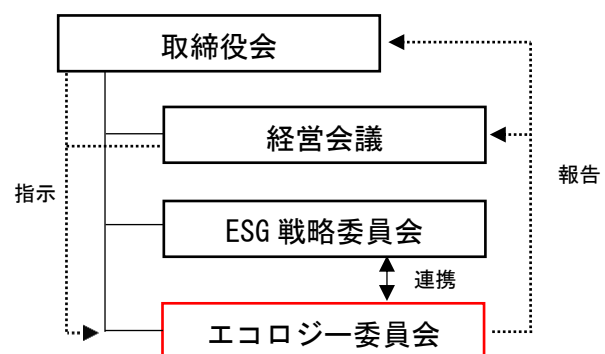 取締役会
経営会議
指示
報告
ESG 戦略委員会
連携
エコロジー委員会